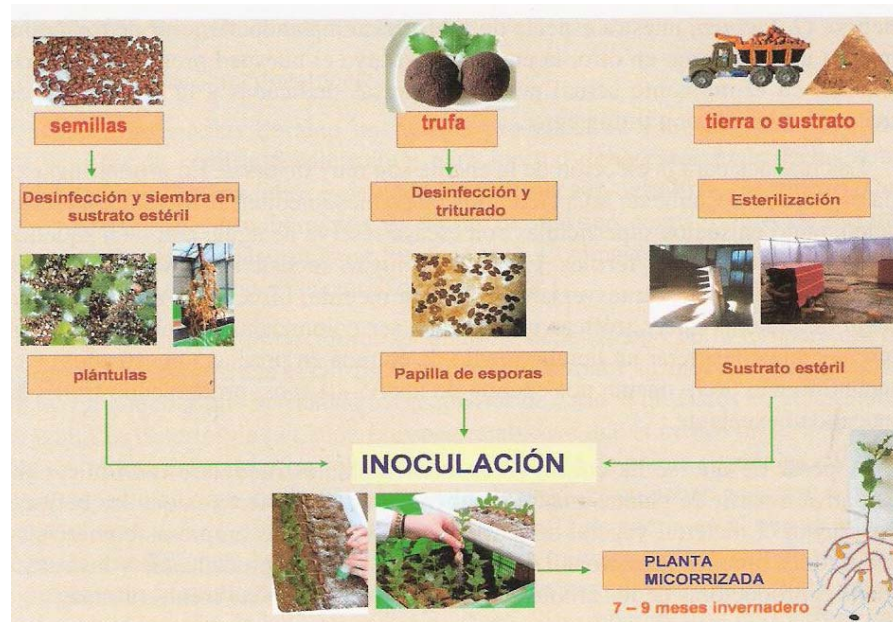 semillas
trufa
tierra o sustrato
Desinfección y siembra en
sustrato estéril
Desinfección y
triturado
Esterilización
plántulas
Papilla de esporas
Sustrato estéril
INOCULACIÓN
PLANTA
MICORRIZADA
7 – 9 meses invernadero